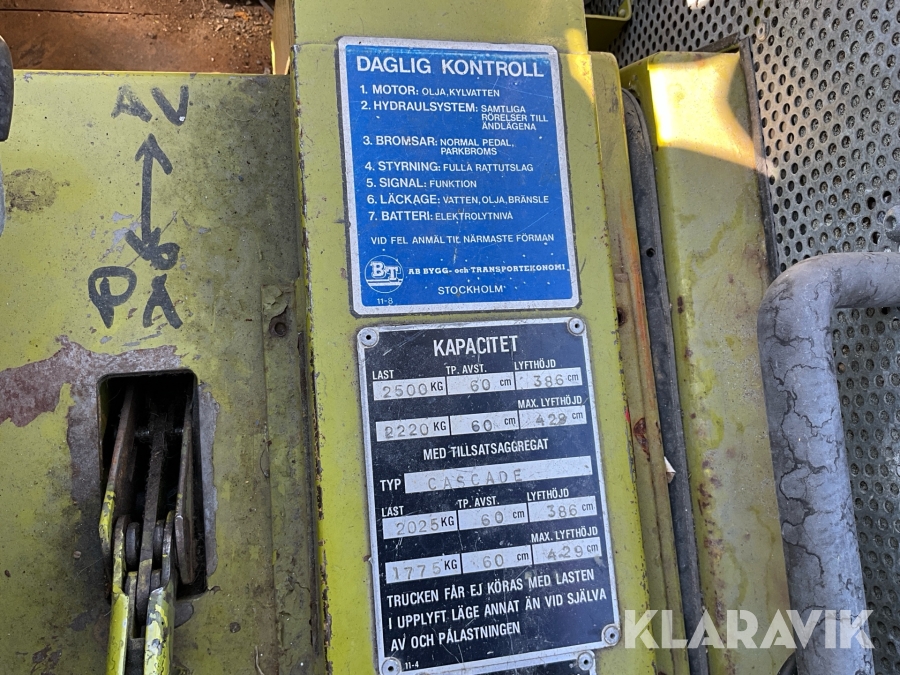 KLARAVIK
AV
PÅ
DAGLIG KONTROLL
1. MOTOR: OLJA, KYLVATTEN
2. HYDRAULSYSTEM: SAMTLIGA
RÖRELSER TILL
ÄNDLÄGENA
3. BROMSAR: NORMAL PEDAL,
PARKBROMS
4. STYRNING: FULLA RATTUTSLAG
5. SIGNAL: FUNKTION
6. LÄCKAGE: VATTEN, OLJA, BRÄNSLE
7. BATTERI: ELEKTROLYTNIVÅ
VID FEL ANMÄL TILL NÄRMASTE FÖRMAN
BT AB BYGG- och TRANSPORTEKONOMI
STOCKHOLM
11-8
KAPACITET
LAST TP. AVST. LYFTHÖJD
2500 KG 60 cm 386 cm
MAX. LYFTHÖJD
2220 KG 60 cm 429 cm
MED TILLSATSAGGREGAT
TYP CASCADE
LAST TP. AVST. LYFTHÖJD
2025 KG 60 cm 386 cm
MAX. LYFTHÖJD
1775 KG 60 cm 429 cm
TRUCKEN FÅR EJ KÖRAS MED LASTEN
I UPPLYFT LÄGE ANNAT ÄN VID SJÄLVA
AV OCH PÅLASTNINGEN
11-4
KLARAVIK